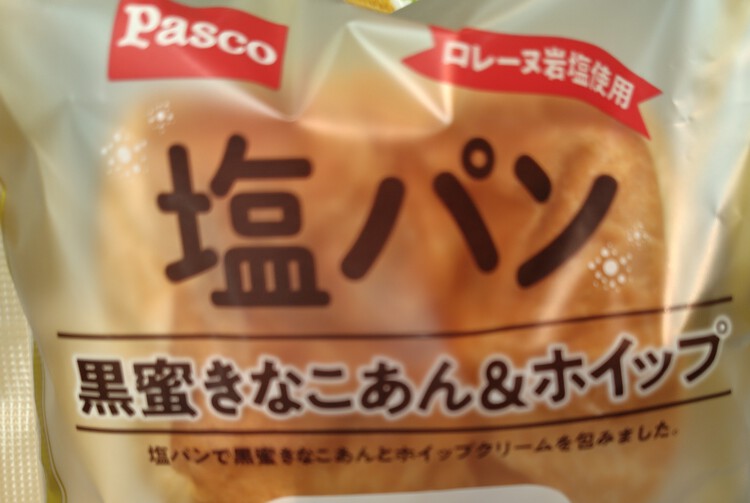 Pasco
ロレーヌ岩塩使用
塩パン
黒蜜きなこあん&ホイップ
塩パンで黒蜜きなこあんとホイップクリームを包みました。